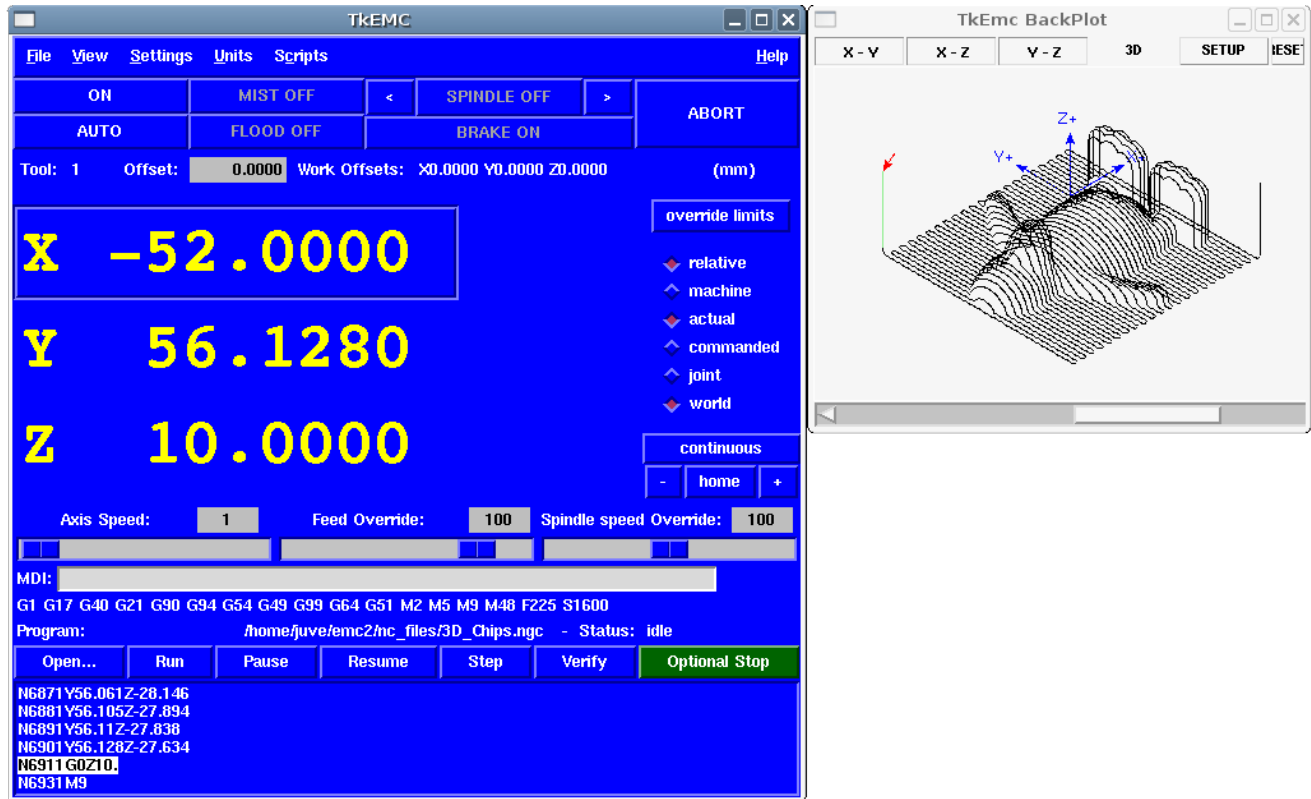 TkEMC
File View Settings Units Scripts Help
ON MIST OFF < SPINDLE OFF > ABORT
AUTO FLOOD OFF BRAKE ON
Tool: 1 Offset: 0.0000 Work Offsets: X0.0000 Y0.0000 Z0.0000 (mm)
override limits
X -52.0000
relative
machine
actual
Y 56.1280
commanded
joint
world
Z 10.0000
continuous
- home +
Axis Speed: 1 Feed Override: 100 Spindle speed Override: 100
MDI:
G1 G17 G40 G21 G90 G94 G54 G49 G99 G64 G51 M2 M5 M9 M48 F225 S1600
Program: /home/juve/emc2/nc_files/3D_Chips.ngc - Status: idle
Open... Run Pause Resume Step Verify Optional Stop
N6871Y56.061Z-28.146
N6881Y56.105Z-27.894
N6891Y56.11Z-27.838
N6901Y56.128Z-27.634
N6911G0Z10.
N6931M9
TkEmc BackPlot
X - Y X - Z Y - Z 3D SETUP
Z+
Y+ X+